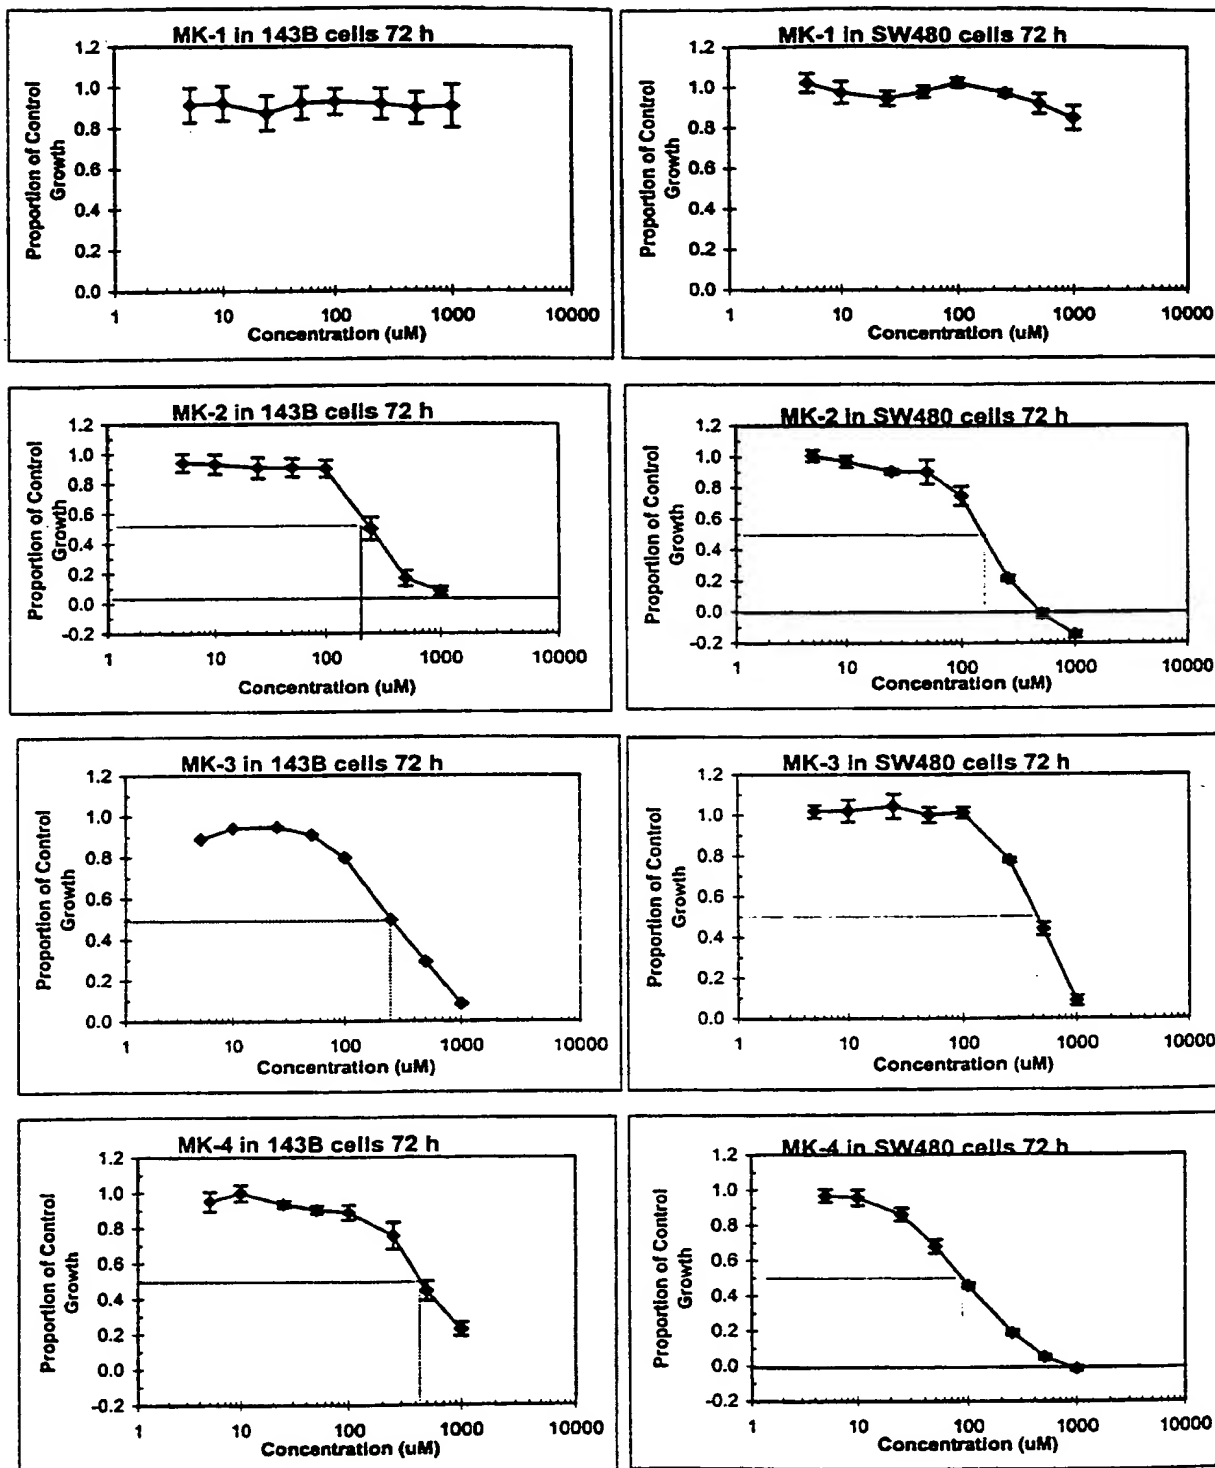 MK-1 in 143B cells 72 h
Proportion of Control
Growth
1.2
1.0
0.8
0.6
0.4
0.2
0.0
1 10 100 1000 10000
Concentration (uM)
MK-1 in SW480 cells 72 h
Proportion of Control
Growth
1.2
1.0
0.8
0.6
0.4
0.2
0.0
1 10 100 1000 10000
Concentration (uM)
MK-2 in 143B cells 72 h
Proportion of Control
Growth
1.2
1.0
0.8
0.6
0.4
0.2
0.0
-0.2
1 10 100 1000 10000
Concentration (uM)
MK-2 in SW480 cells 72 h
Proportion of Control
Growth
1.2
1.0
0.8
0.6
0.4
0.2
0.0
-0.2
1 10 100 1000 10000
Concentration (uM)
MK-3 in 143B cells 72 h
Proportion of Control
Growth
1.2
1.0
0.8
0.6
0.4
0.2
0.0
1 10 100 1000 10000
Concentration (uM)
MK-3 in SW480 cells 72 h
Proportion of Control
Growth
1.2
1.0
0.8
0.6
0.4
0.2
0.0
1 10 100 1000 10000
Concentration (uM)
MK-4 in 143B cells 72 h
Proportion of Control
Growth
1.2
1.0
0.8
0.6
0.4
0.2
0.0
-0.2
1 10 100 1000 10000
Concentration (uM)
MK-4 in SW480 cells 72 h
Proportion of Control
Growth
1.2
1.0
0.8
0.6
0.4
0.2
0.0
-0.2
1 10 100 1000 10000
Concentration (uM)